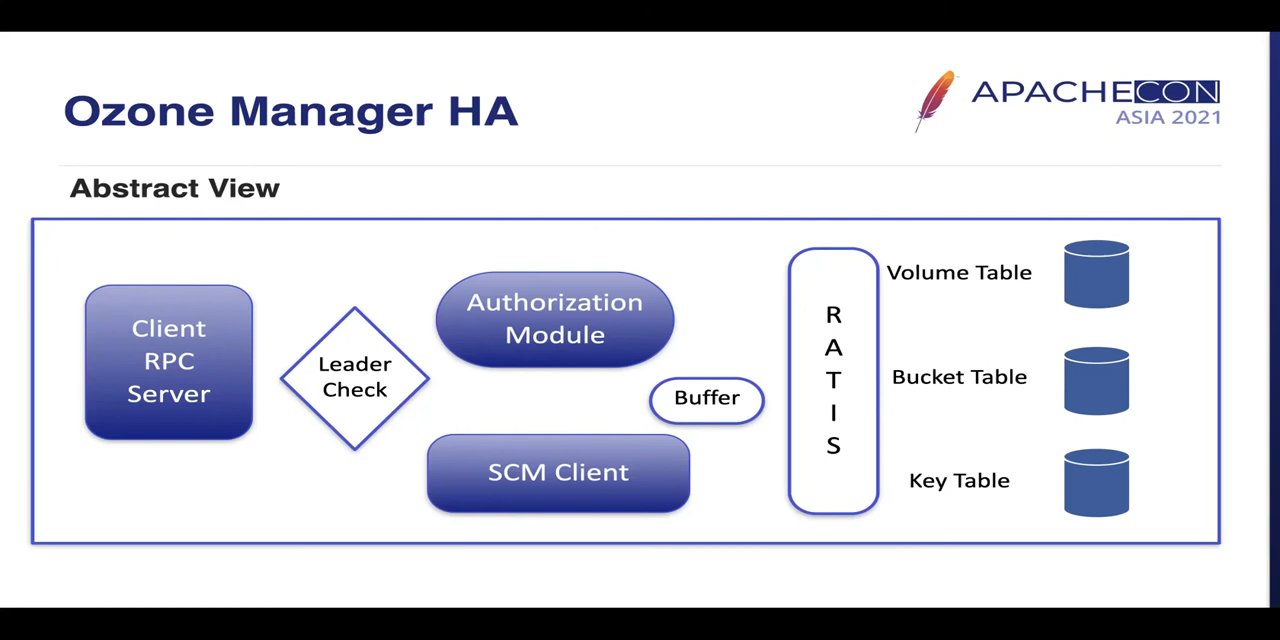 Ozone Manager HA
APACHECON
ASIA 2021
Abstract View
Client
RPC
Server
Leader
Check
Authorization
Module
Buffer
SCM Client
R
A
T
I
S
Volume Table
Bucket Table
Key Table